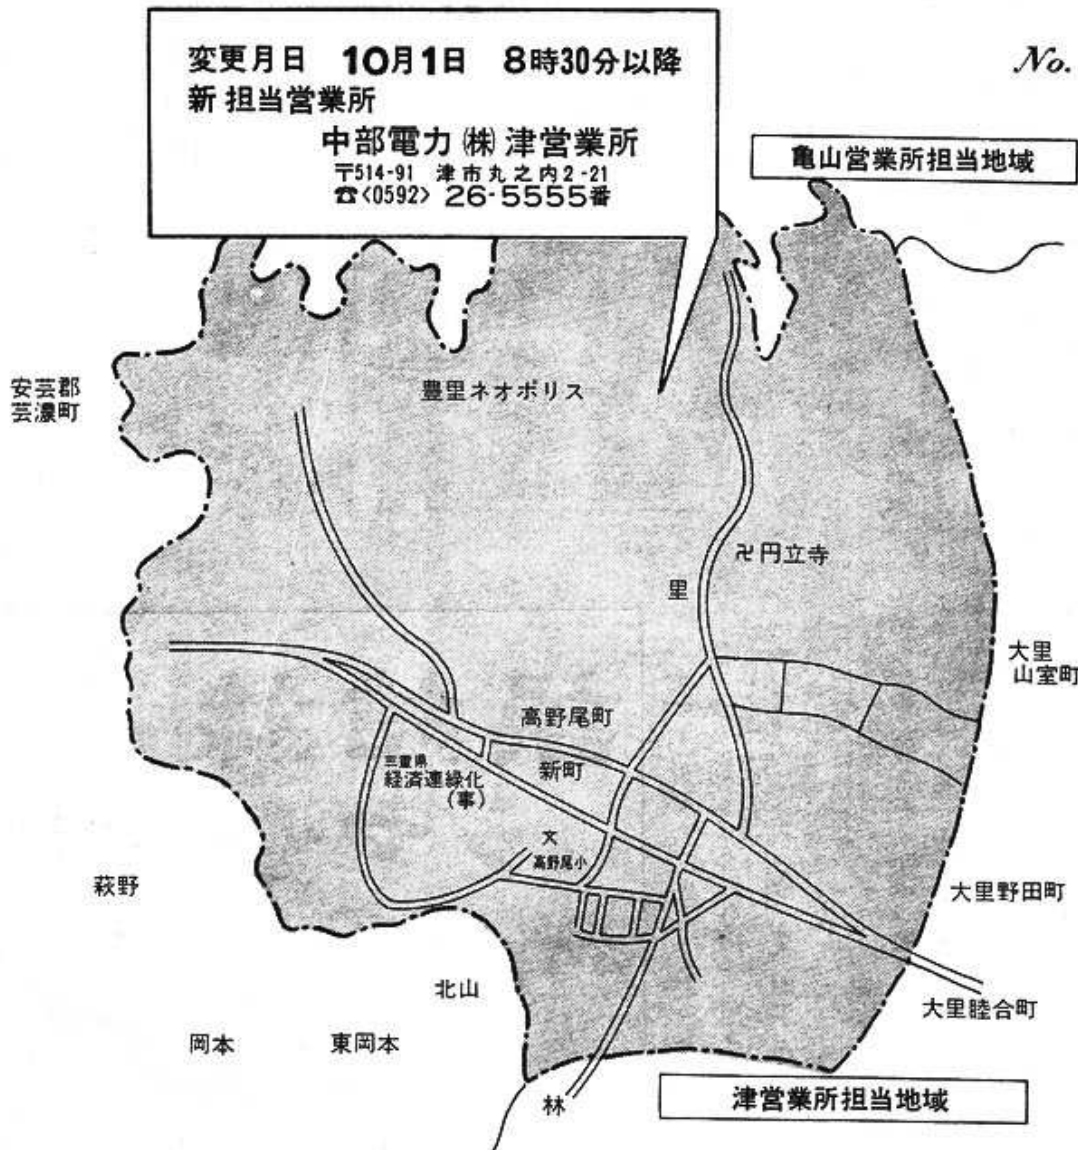 変更月日 10月1日 8時30分以降
新 担当営業所
中部電力 ㈱ 津営業所
〒514-91 津市丸之内2-21
☎<0592> 26-5555番
No.
亀山営業所担当地域
安芸郡
芸濃町
豊里ネオポリス
卍円立寺
里
大里
山室町
高野尾町
新町
三重県
経済連緑化
(事)
文
高野尾小
萩野
大里野田町
北山
大里睦合町
岡本
東岡本
林
津営業所担当地域